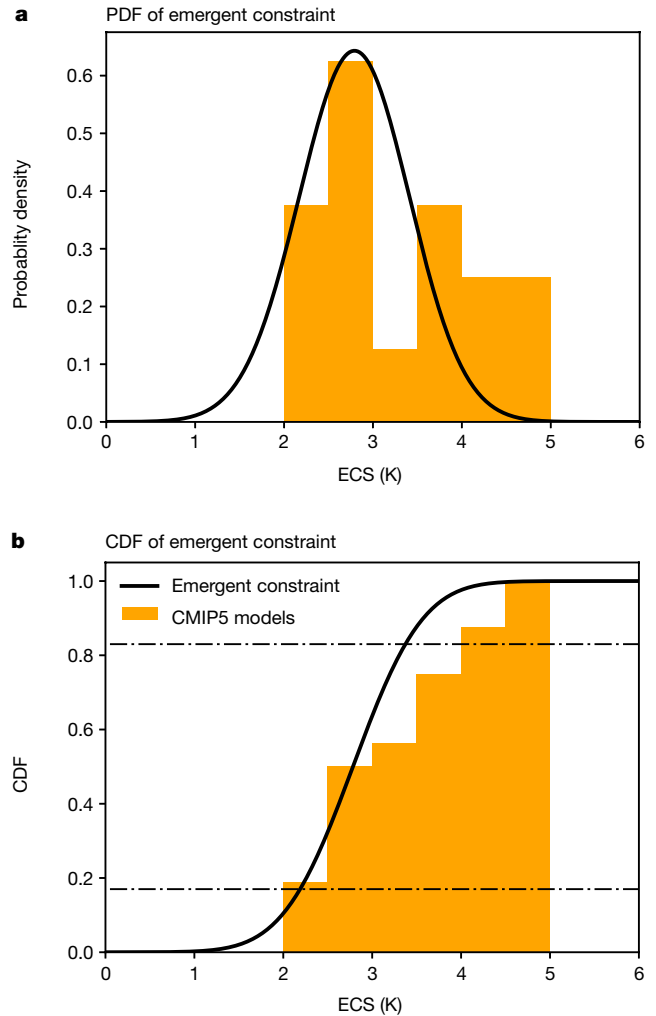 a
PDF of emergent constraint
Probablity density
0.6
0.5
0.4
0.3
0.2
0.1
0.0
0 1 2 3 4 5 6
ECS (K)
b
CDF of emergent constraint
Emergent constraint
CMIP5 models
CDF
1.0
0.8
0.6
0.4
0.2
0.0
0 1 2 3 4 5 6
ECS (K)